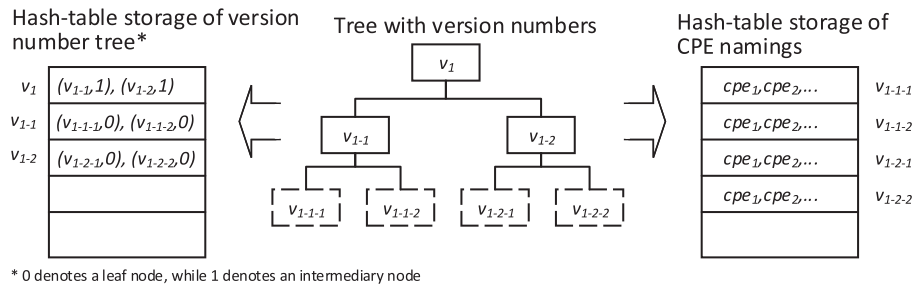 Hash-table storage of version
number tree*
v1 (v1-1,1), (v1-2,1)
v1-1 (v1-1-1,0), (v1-1-2,0)
v1-2 (v1-2-1,0), (v1-2-2,0)
Tree with version numbers
v1
v1-1 v1-2
v1-1-1 v1-1-2 v1-2-1 v1-2-2
Hash-table storage of
CPE namings
cpe1,cpe2,... v1-1-1
cpe1,cpe2,... v1-1-2
cpe1,cpe2,... v1-2-1
cpe1,cpe2,... v1-2-2
* 0 denotes a leaf node, while 1 denotes an intermediary node